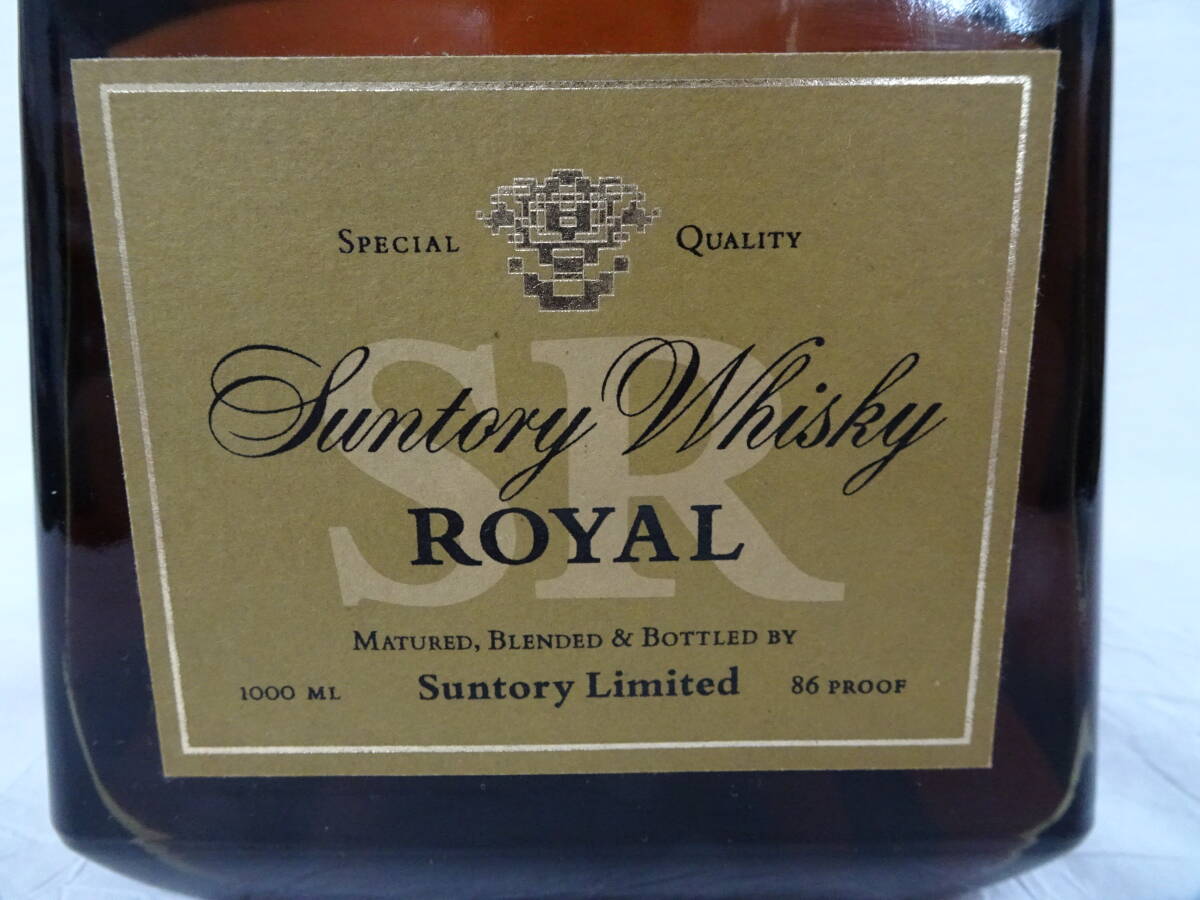 SPECIAL QUALITY
SR
Suntory Whisky
ROYAL
MATURED, BLENDED & BOTTLED BY
1000 ML Suntory Limited 86 PROOF